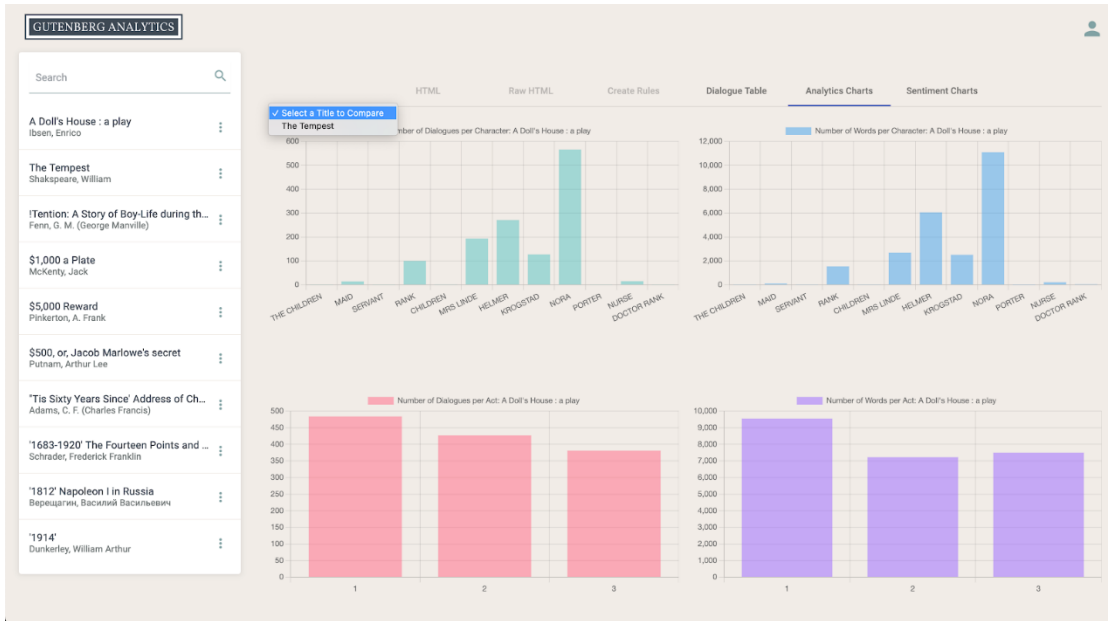 GUTENBERG ANALYTICS
Search
A Doll's House : a play
Ibsen, Enrico
The Tempest
Shakspeare, William
!Tention: A Story of Boy-Life during th...
Fenn, G. M. (George Manville)
$1,000 a Plate
McKenty, Jack
$5,000 Reward
Pinkerton, A. Frank
$500, or, Jacob Marlowe's secret
Putnam, Arthur Lee
'Tis Sixty Years Since' Address of Ch...
Adams, C. F. (Charles Francis)
'1683-1920' The Fourteen Points and ...
Schrader, Frederick Franklin
'1812' Napoleon I in Russia
Верещагин, Василий Васильевич
'1914'
Dunkerley, William Arthur
HTML Raw HTML Create Rules Dialogue Table Analytics Charts Sentiment Charts
✓ Select a Title to Compare
The Tempest
mber of Dialogues per Character: A Doll's House : a play
600
500
400
300
200
100
0
THE CHILDREN MAID SERVANT RANK CHILDREN MRS LINDE HELMER KROGSTAD NORA PORTER NURSE DOCTOR RANK
Number of Words per Character: A Doll's House : a play
12,000
10,000
8,000
6,000
4,000
2,000
0
THE CHILDREN MAID SERVANT RANK CHILDREN MRS LINDE HELMER KROGSTAD NORA PORTER NURSE DOCTOR RANK
Number of Dialogues per Act: A Doll's House : a play
500
450
400
350
300
250
200
150
100
50
0
1 2 3
Number of Words per Act: A Doll's House : a play
10,000
9,000
8,000
7,000
6,000
5,000
4,000
3,000
2,000
1,000
0
1 2 3